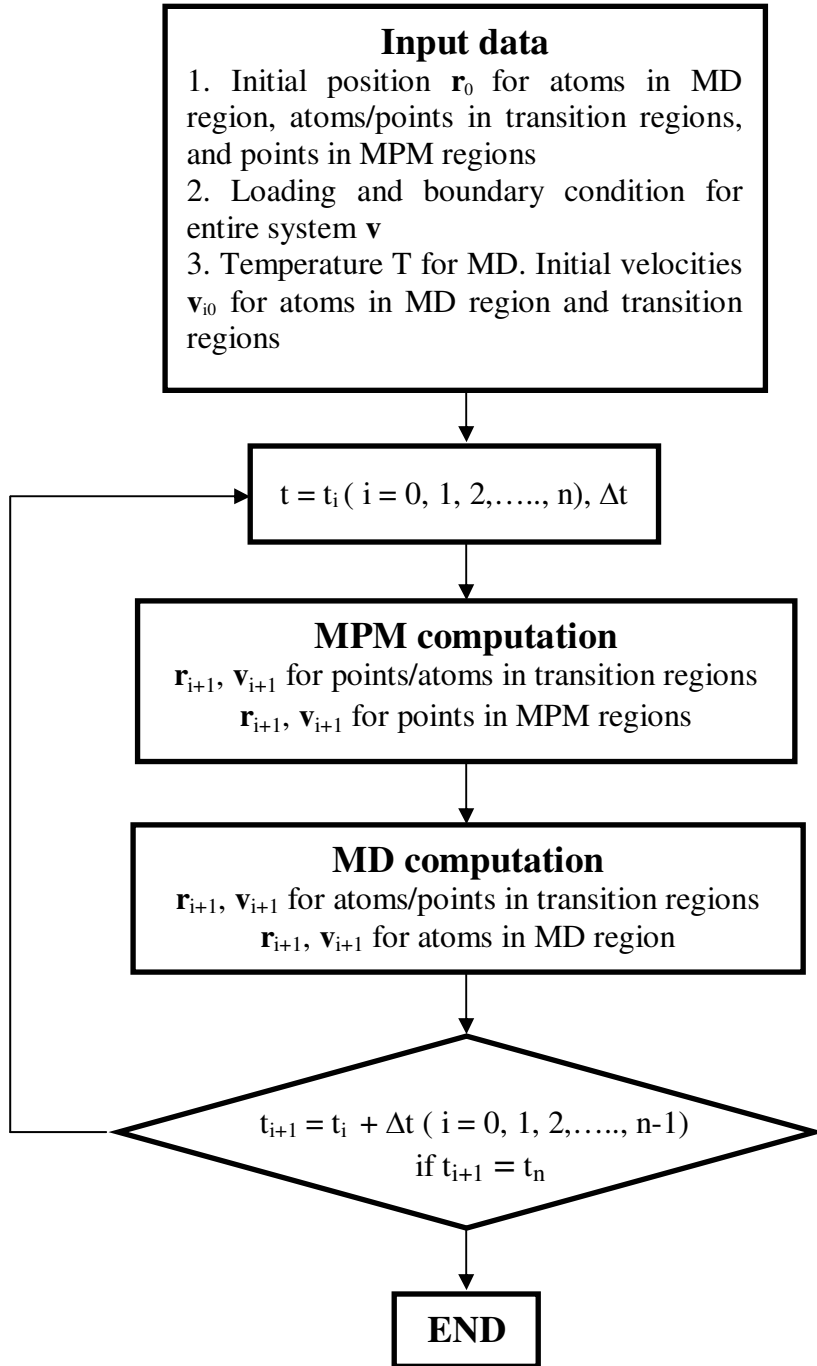 Input data
1. Initial position r₀ for atoms in MD
region, atoms/points in transition regions,
and points in MPM regions
2. Loading and boundary condition for
entire system v
3. Temperature T for MD. Initial velocities
vᵢ₀ for atoms in MD region and transition
regions
t = tᵢ ( i = 0, 1, 2,….., n), Δt
MPM computation
rᵢ₊₁, vᵢ₊₁ for points/atoms in transition regions
rᵢ₊₁, vᵢ₊₁ for points in MPM regions
MD computation
rᵢ₊₁, vᵢ₊₁ for atoms/points in transition regions
rᵢ₊₁, vᵢ₊₁ for atoms in MD region
tᵢ₊₁ = tᵢ + Δt ( i = 0, 1, 2,….., n-1)
if tᵢ₊₁ = tₙ
END